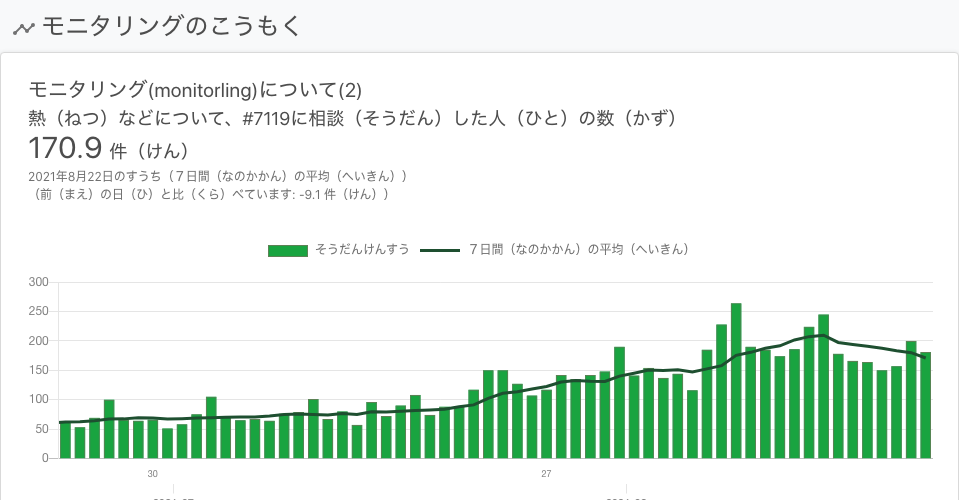 モニタリングのこうもく
モニタリング(monitorling)について(2)
熱（ねつ）などについて、#7119に相談（そうだん）した人（ひと）の数（かず）
170.9 件（けん）
2021年8月22日のすうち（７日間（なのかかん）の平均（へいきん））
（前（まえ）の日（ひ）と比（くら）べています: -9.1 件（けん））
そうだんけんすう ７日間（なのかかん）の平均（へいきん）
300
250
200
150
100
50
0
30 27